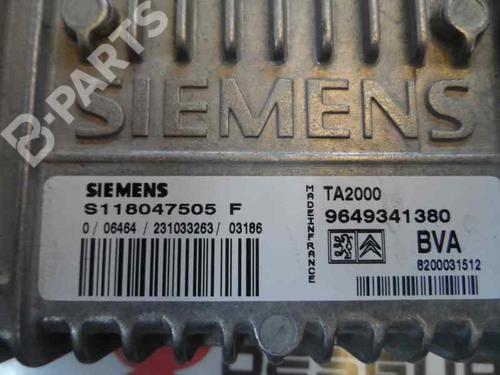 B-PARTS
SIEMENS
SIEMENS
S118047505 F
0 / 06464 / 231033263/ 03186
MADE IN FRANCE
TA2000
9649341380
BVA
8200031512